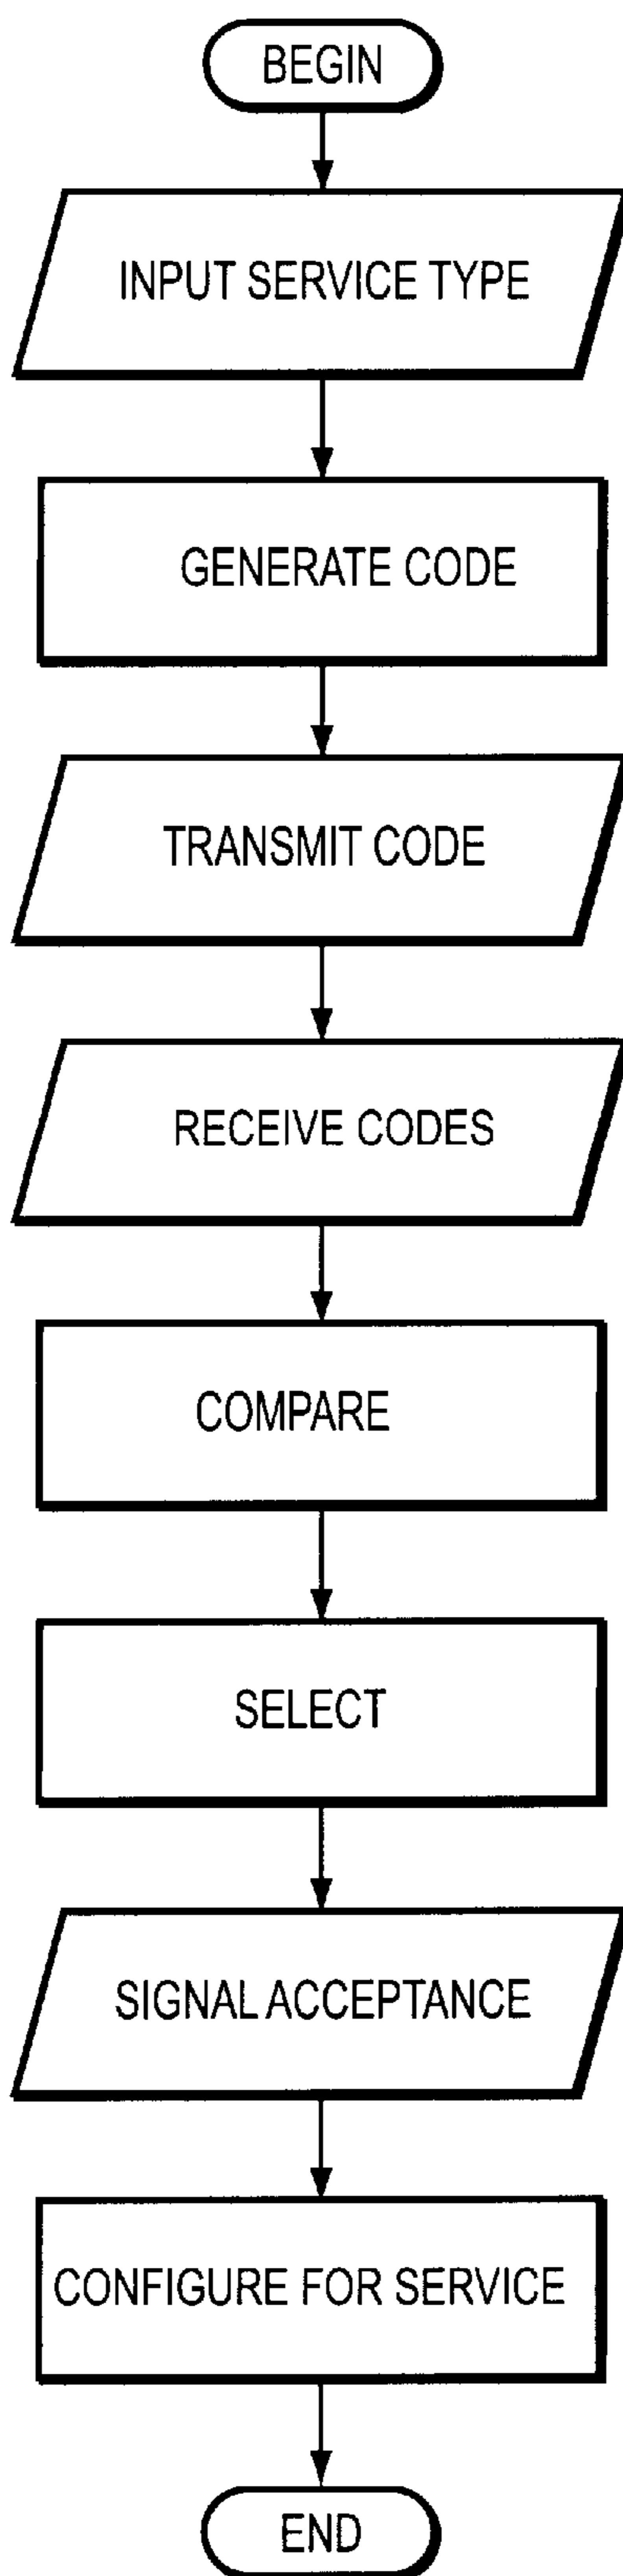 BEGIN
INPUT SERVICE TYPE
GENERATE CODE
TRANSMIT CODE
RECEIVE CODES
COMPARE
SELECT
SIGNAL ACCEPTANCE
CONFIGURE FOR SERVICE
END